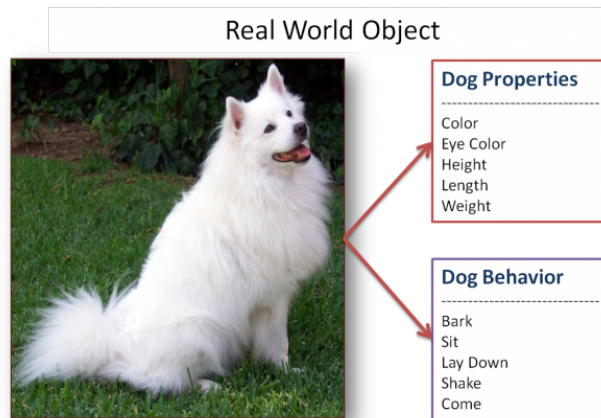 Real World Object
Dog Properties
--------------------------------
Color
Eye Color
Height
Length
Weight
Dog Behavior
--------------------------------
Bark
Sit
Lay Down
Shake
Come